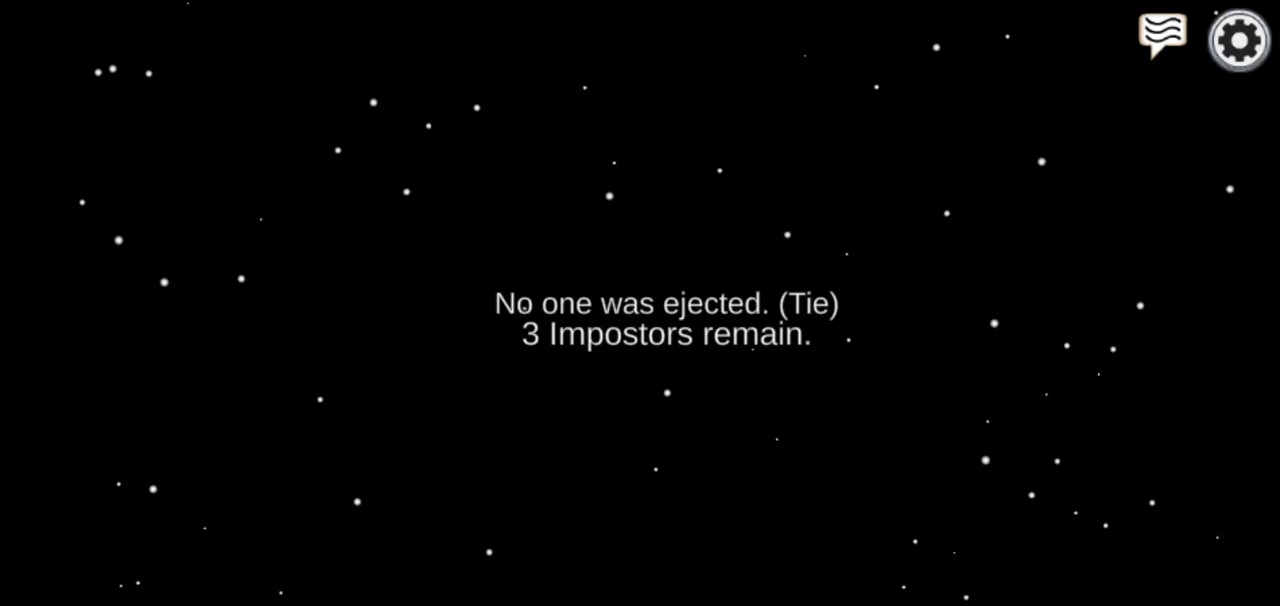 No one was ejected. (Tie)
3 Impostors remain.